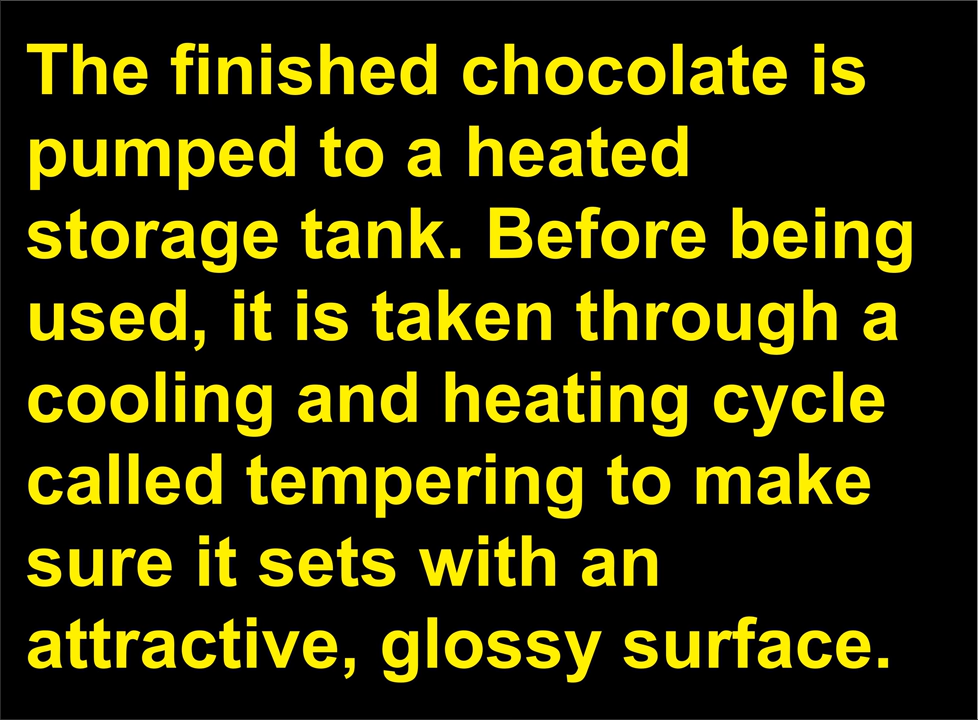 The finished chocolate is
pumped to a heated
storage tank. Before being
used, it is taken through a
cooling and heating cycle
called tempering to make
sure it sets with an
attractive, glossy surface.